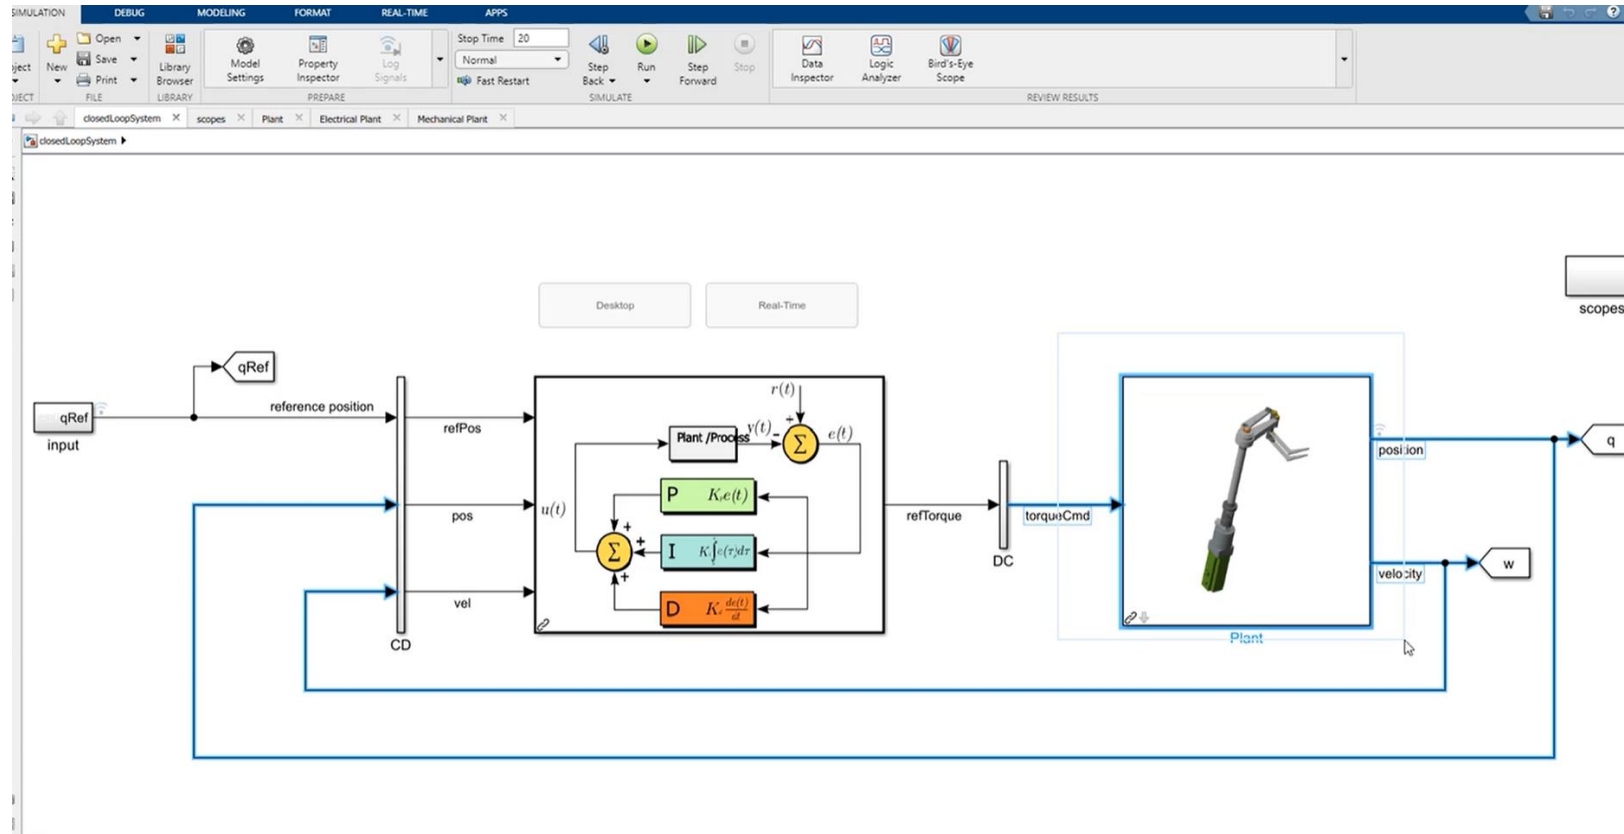 SIMULATION DEBUG MODELING FORMAT REAL-TIME APPS
Open Stop Time 20
Save Normal
Print Fast Restart
New Library Browser Model Settings Property Inspector Log Signals Step Back Run Step Forward Stop Data Inspector Logic Analyzer Bird's-Eye Scope
FILE LIBRARY PREPARE SIMULATE REVIEW RESULTS
closedLoopSystem scopes Plant Electrical Plant Mechanical Plant
closedLoopSystem
Desktop Real-Time
scopes
qRef
qRef
input
reference position
refPos
pos
vel
CD
r(t)
Plant /Process
y(t)
e(t)
+
-
Σ
u(t)
P
Σ
+
+
+
I
D
refTorque
DC
torqueCmd
position
velocity
Plant
q
w